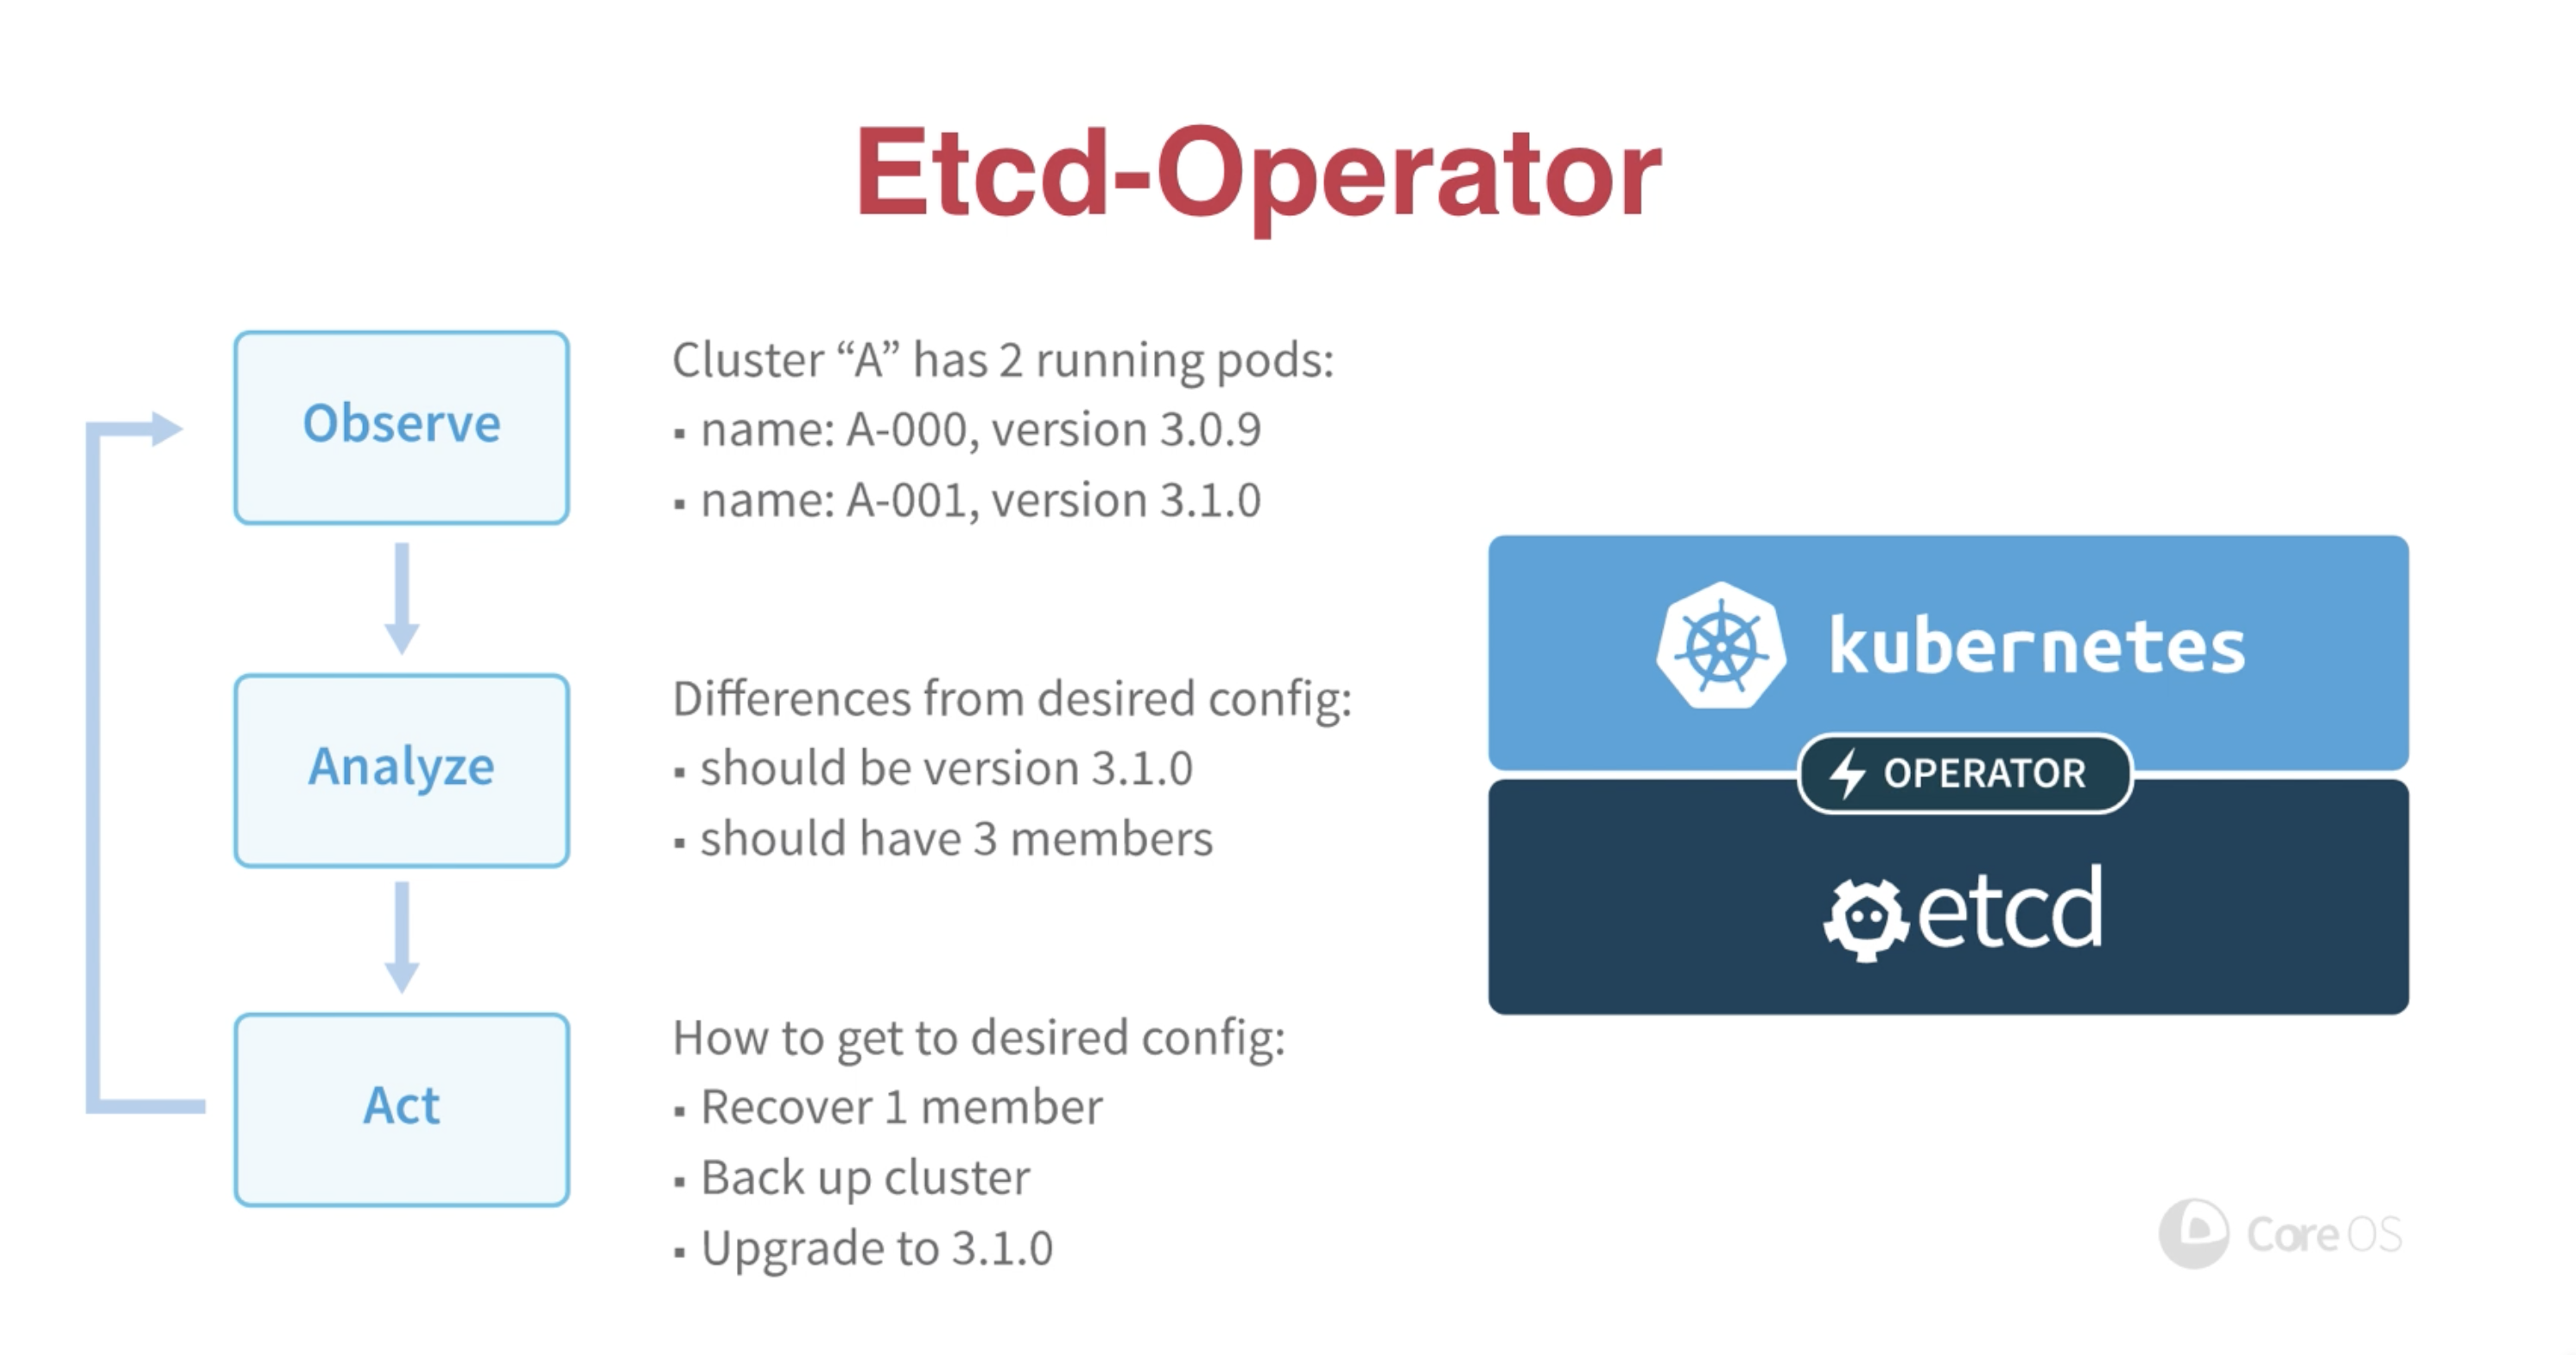 Etcd-Operator
Observe
Cluster “A” has 2 running pods:
▪ name: A-000, version 3.0.9
▪ name: A-001, version 3.1.0
Analyze
Differences from desired config:
▪ should be version 3.1.0
▪ should have 3 members
Act
How to get to desired config:
▪ Recover 1 member
▪ Back up cluster
▪ Upgrade to 3.1.0
kubernetes
OPERATOR
etcd
CoreOS